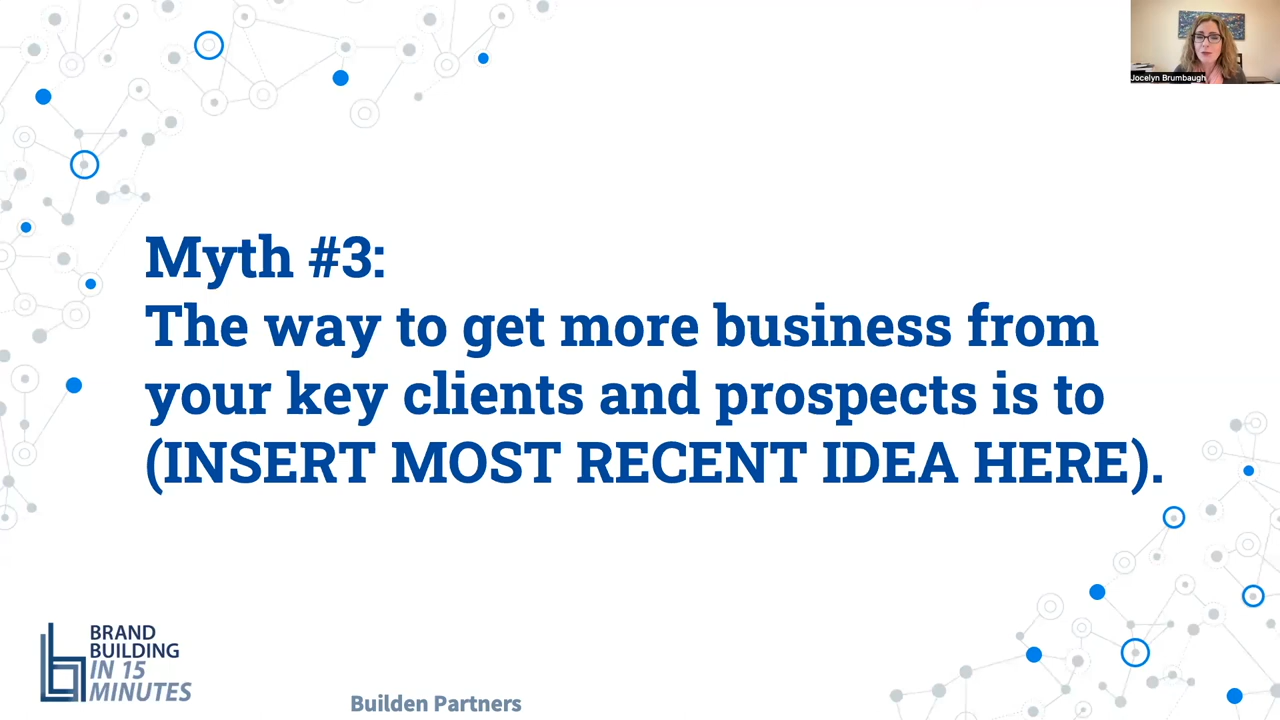 Jocelyn Brumbaugh
Myth #3:
The way to get more business from
your key clients and prospects is to
(INSERT MOST RECENT IDEA HERE).
BRAND
BUILDING
IN 15
MINUTES
Builden Partners